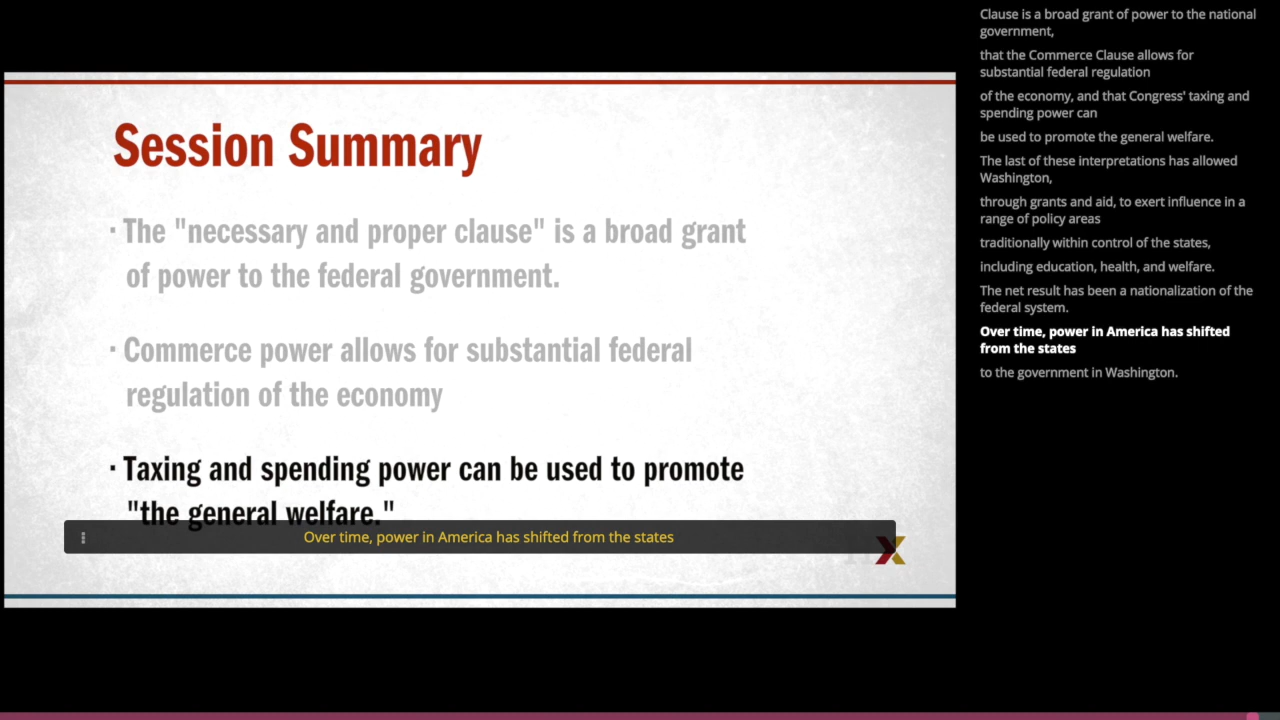 Session Summary
· The "necessary and proper clause" is a broad grant
of power to the federal government.
· Commerce power allows for substantial federal
regulation of the economy
· Taxing and spending power can be used to promote
"the general welfare."
Over time, power in America has shifted from the states
X
Clause is a broad grant of power to the national
government,
that the Commerce Clause allows for
substantial federal regulation
of the economy, and that Congress' taxing and
spending power can
be used to promote the general welfare.
The last of these interpretations has allowed
Washington,
through grants and aid, to exert influence in a
range of policy areas
traditionally within control of the states,
including education, health, and welfare.
The net result has been a nationalization of the
federal system.
Over time, power in America has shifted
from the states
to the government in Washington.